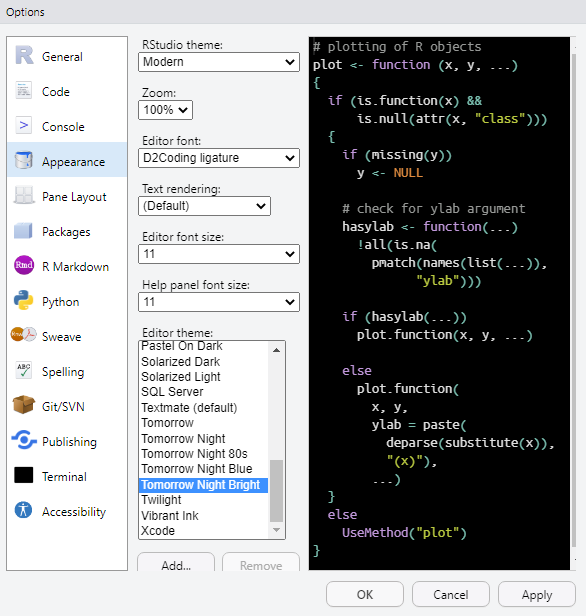 Options
General
Code
Console
Appearance
Pane Layout
Packages
Rmd R Markdown
Python
Sweave
ABC Spelling
Git/SVN
Publishing
Terminal
Accessibility
RStudio theme:
Modern
Zoom:
100%
Editor font:
D2Coding ligature
Text rendering:
(Default)
Editor font size:
11
Help panel font size:
11
Editor theme:
Pastel On Dark
Solarized Dark
Solarized Light
SQL Server
Textmate (default)
Tomorrow
Tomorrow Night
Tomorrow Night 80s
Tomorrow Night Blue
Tomorrow Night Bright
Twilight
Vibrant Ink
Xcode
Add...
Remove
# plotting of R objects
plot <- function (x, y, ...)
{
  if (is.function(x) &&
      is.null(attr(x, "class")))
  {
    if (missing(y))
      y <- NULL

    # check for ylab argument
    hasylab <- function(...)
      !all(is.na(
        pmatch(names(list(...)),
              "ylab")))

    if (hasylab(...))
      plot.function(x, y, ...)

    else
      plot.function(
        x, y,
        ylab = paste(
          deparse(substitute(x)),
          "(x)"),
        ...)
  }
  else
    UseMethod("plot")
}
OK
Cancel
Apply